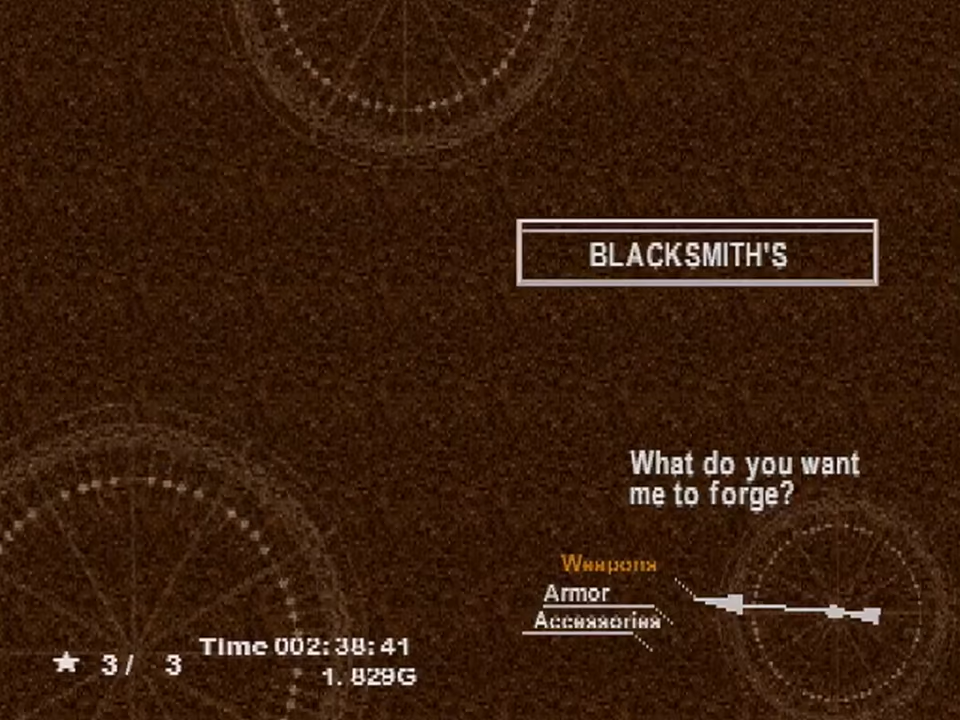 BLACKSMITH'S
What do you want
me to forge?
Weapons
Armor
Accessories
Time 002:38:41
★ 3/ 3
1.829G